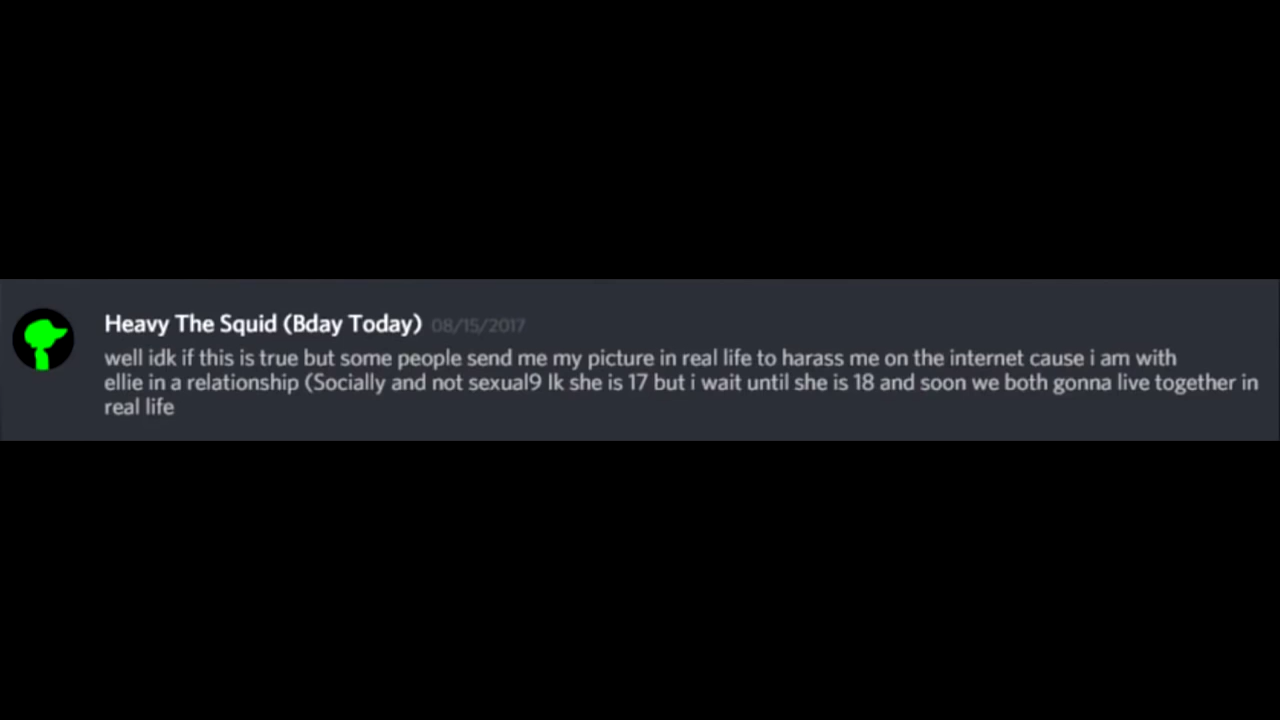 Heavy The Squid (Bday Today) 08/15/2017
well idk if this is true but some people send me my picture in real life to harass me on the internet cause i am with
ellie in a relationship (Socially and not sexual9 Ik she is 17 but i wait until she is 18 and soon we both gonna live together in
real life